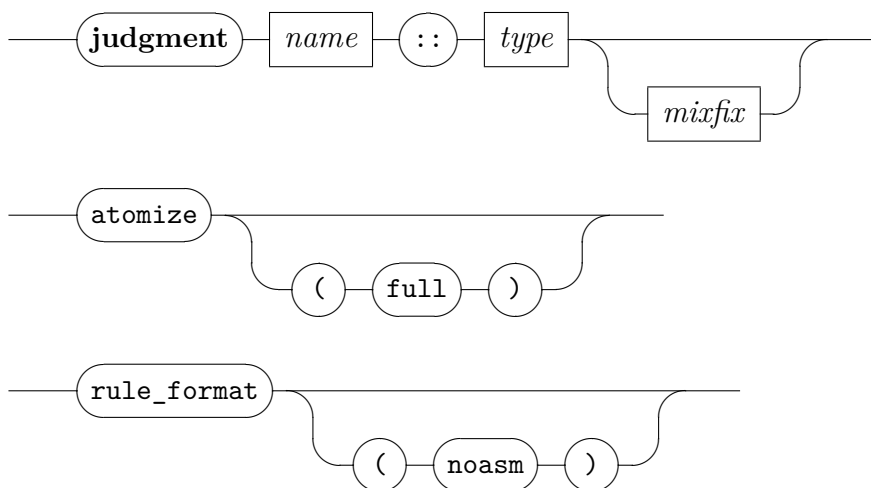 judgment name :: type
mixfix
atomize
( full )
rule_format
( noasm )